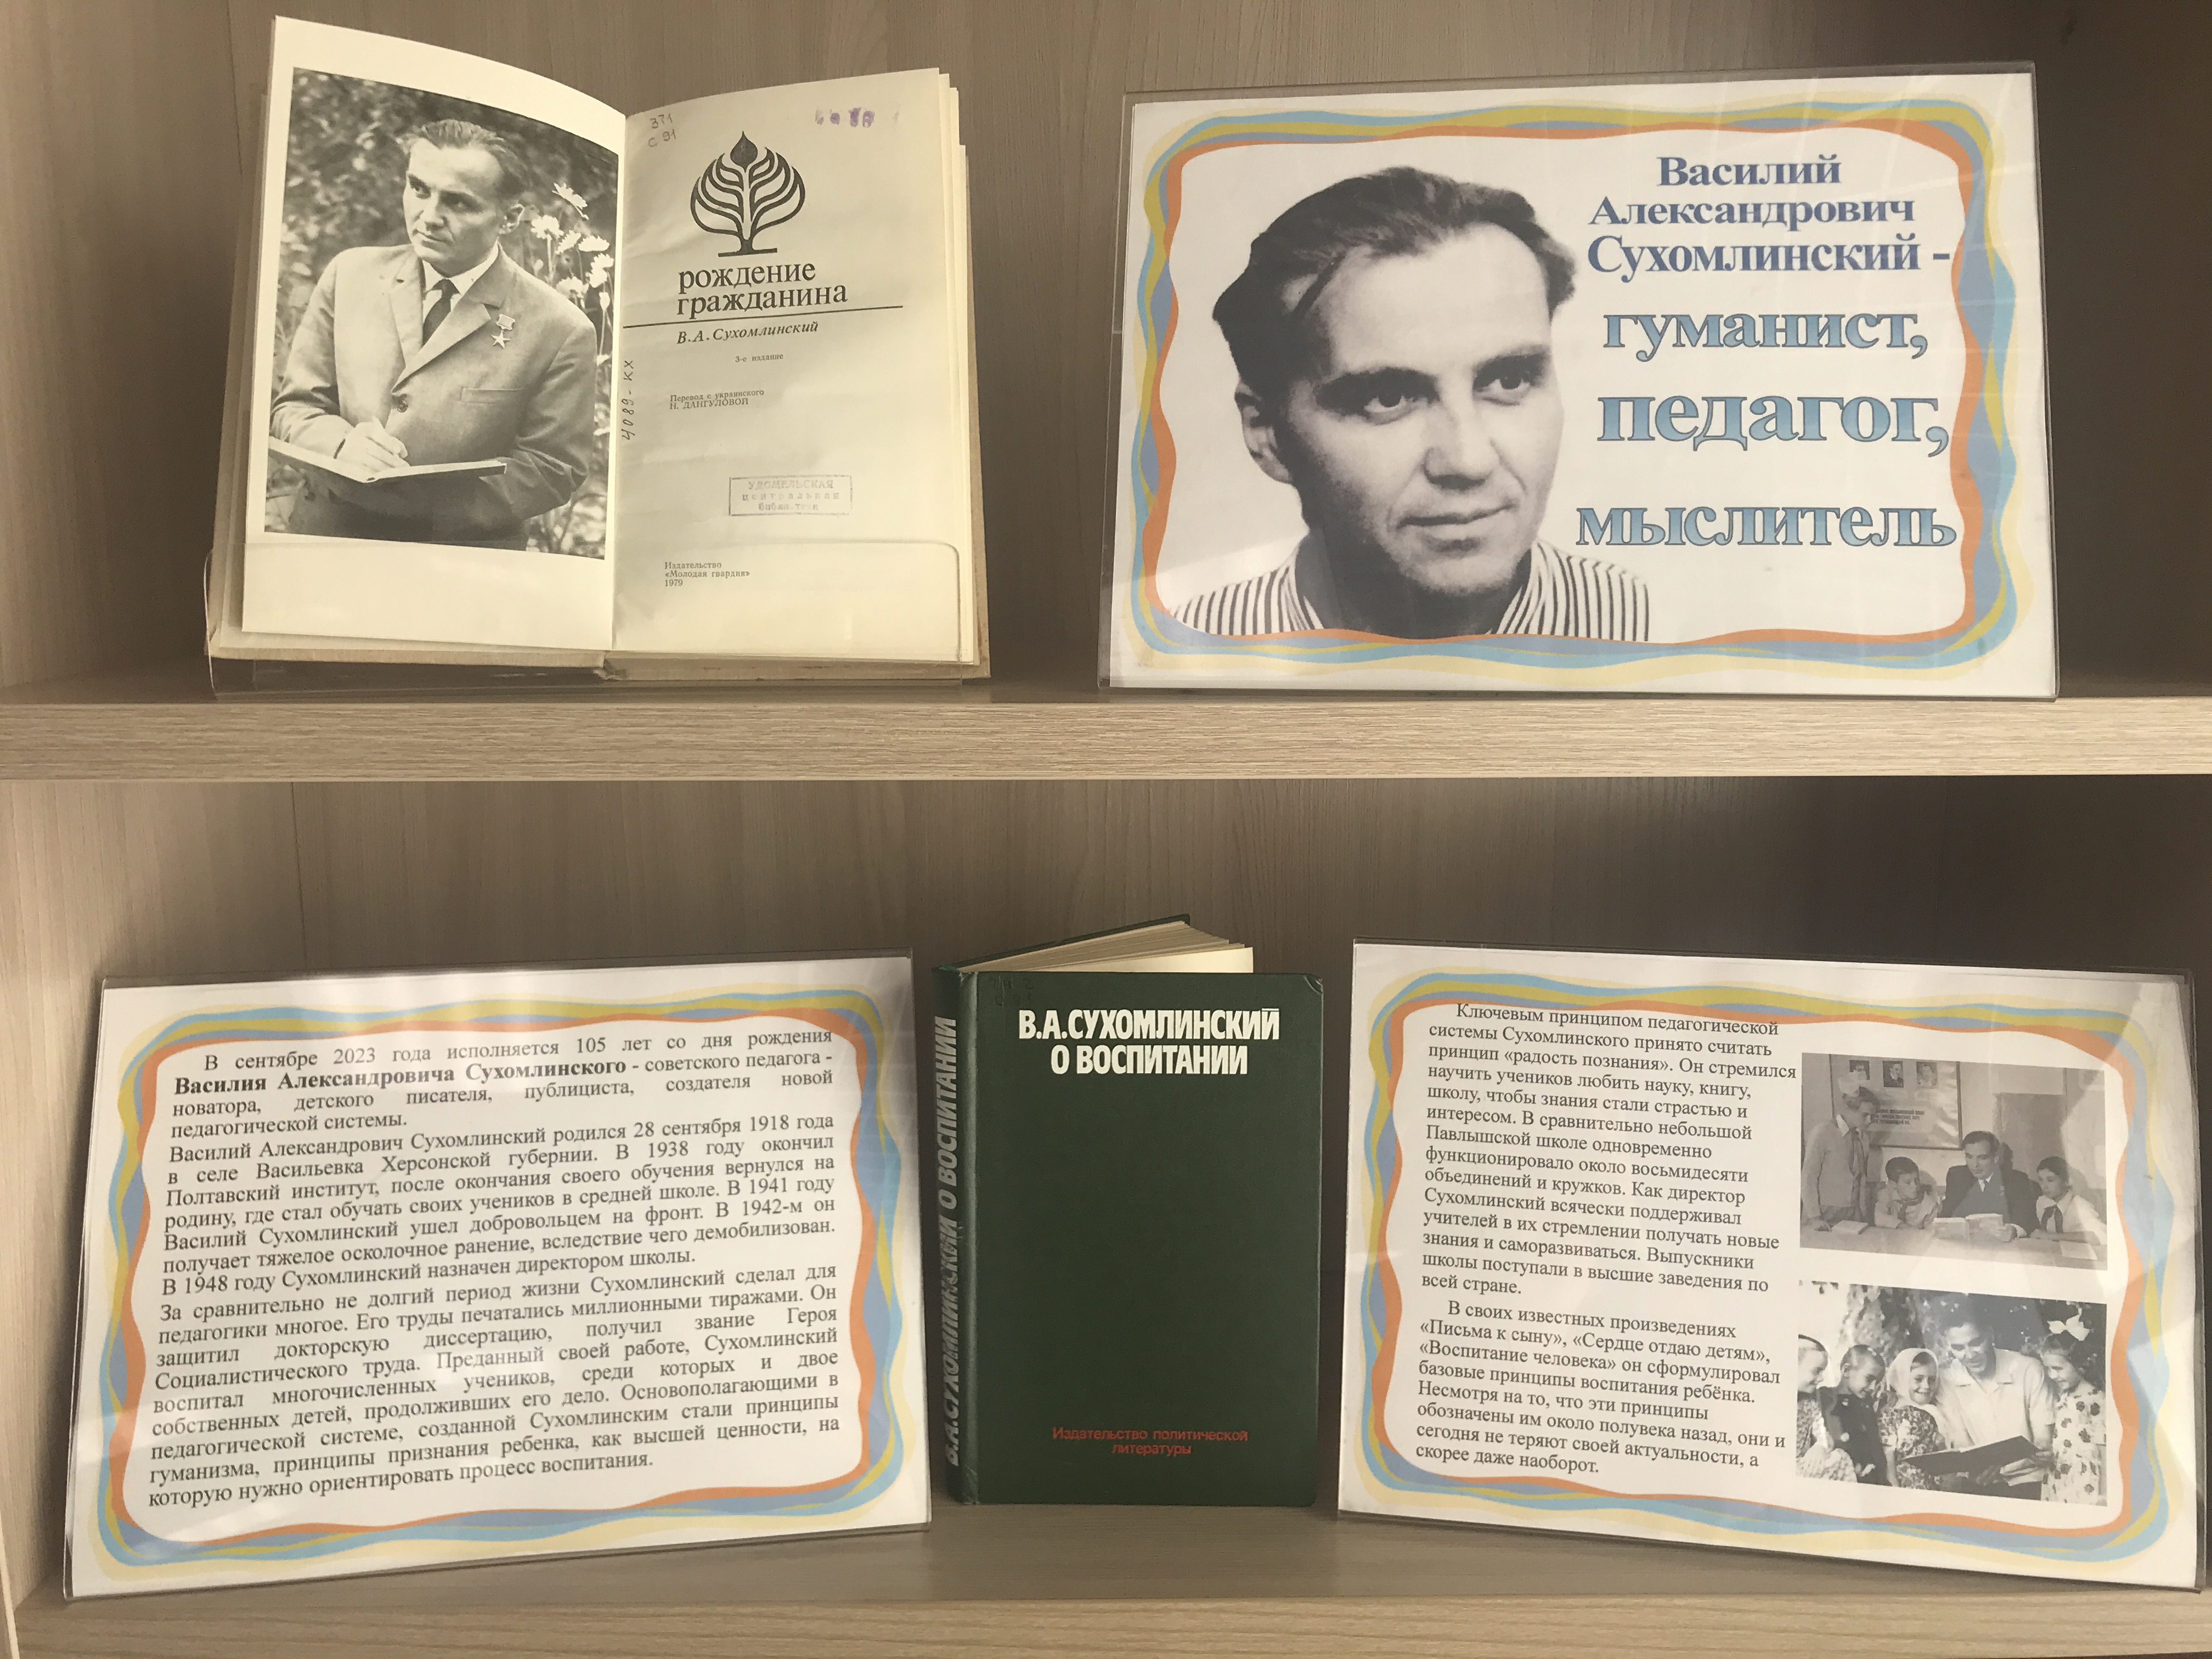 371
С 91
рождение
гражданина
В.А.Сухомлинский
3-е издание
Перевод с украинского
Н. ДАНГУЛОВОЙ
4089-КХ
УДОМЕЛЬСКАЯ
центральная
библиотека
Издательство
«Молодая гвардия»
1979
Василий
Александрович
Сухомлинский -
гуманист,
педагог,
мыслитель
В сентябре 2023 года исполняется 105 лет со дня рождения
Василия Александровича Сухомлинского - советского педагога -
новатора, детского писателя, публициста, создателя новой
педагогической системы.
Василий Александрович Сухомлинский родился 28 сентября 1918 года
в селе Васильевка Херсонской губернии. В 1938 году окончил
Полтавский институт, после окончания своего обучения вернулся на
родину, где стал обучать своих учеников в средней школе. В 1941 году
Василий Сухомлинский ушел добровольцем на фронт. В 1942-м он
получает тяжелое осколочное ранение, вследствие чего демобилизован.
В 1948 году Сухомлинский назначен директором школы.
За сравнительно не долгий период жизни Сухомлинский сделал для
педагогики многое. Его труды печатались миллионными тиражами. Он
защитил докторскую диссертацию, получил звание Героя
Социалистического труда. Преданный своей работе, Сухомлинский
воспитал многочисленных учеников, среди которых и двое
собственных детей, продолживших его дело. Основополагающими в
педагогической системе, созданной Сухомлинским стали принципы
гуманизма, принципы признания ребенка, как высшей ценности, на
которую нужно ориентировать процесс воспитания.
В.А.СУХОМЛИНСКИЙ О ВОСПИТАНИИ
В.А.СУХОМЛИНСКИЙ
О ВОСПИТАНИИ
Издательство политической
литературы
Ключевым принципом педагогической
системы Сухомлинского принято считать
принцип «радость познания». Он стремился
научить учеников любить науку, книгу,
школу, чтобы знания стали страстью и
интересом. В сравнительно небольшой
Павлышской школе одновременно
функционировало около восьмидесяти
объединений и кружков. Как директор
Сухомлинский всячески поддерживал
учителей в их стремлении получать новые
знания и саморазвиваться. Выпускники
школы поступали в высшие заведения по
всей стране.
В своих известных произведениях
«Письма к сыну», «Сердце отдаю детям»,
«Воспитание человека» он сформулировал
базовые принципы воспитания ребёнка.
Несмотря на то, что эти принципы
обозначены им около полувека назад, они и
сегодня не теряют своей актуальности, а
скорее даже наоборот.